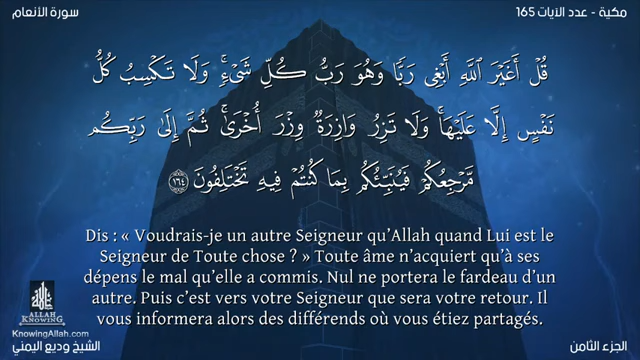 مكية - عدد الآيات 165
سورة الأنعام
قُلْ أَغَيْرَ ٱللَّهِ أَبْغِى رَبًّا وَهُوَ رَبُّ كُلِّ شَىْءٍ ۚ وَلَا تَكْسِبُ كُلُّ
نَفْسٍ إِلَّا عَلَيْهَا ۚ وَلَا تَزِرُ وَازِرَةٌ وِزْرَ أُخْرَىٰ ۚ ثُمَّ إِلَىٰ رَبِّكُم
مَّرْجِعُكُمْ فَيُنَبِّئُكُم بِمَا كُنتُمْ فِيهِ تَخْتَلِفُونَ ١٦٤
Dis : « Voudrais-je un autre Seigneur qu’Allah quand Lui est le
Seigneur de Toute chose ? » Toute âme n’acquiert qu’à ses
dépens le mal qu’elle a commis. Nul ne portera le fardeau d’un
autre. Puis c’est vers votre Seigneur que sera votre retour. Il
vous informera alors des différends où vous étiez partagés.
ALLAH
KNOWING
KnowingAllah.com
الشيخ وديع اليمني
الجزء الثامن